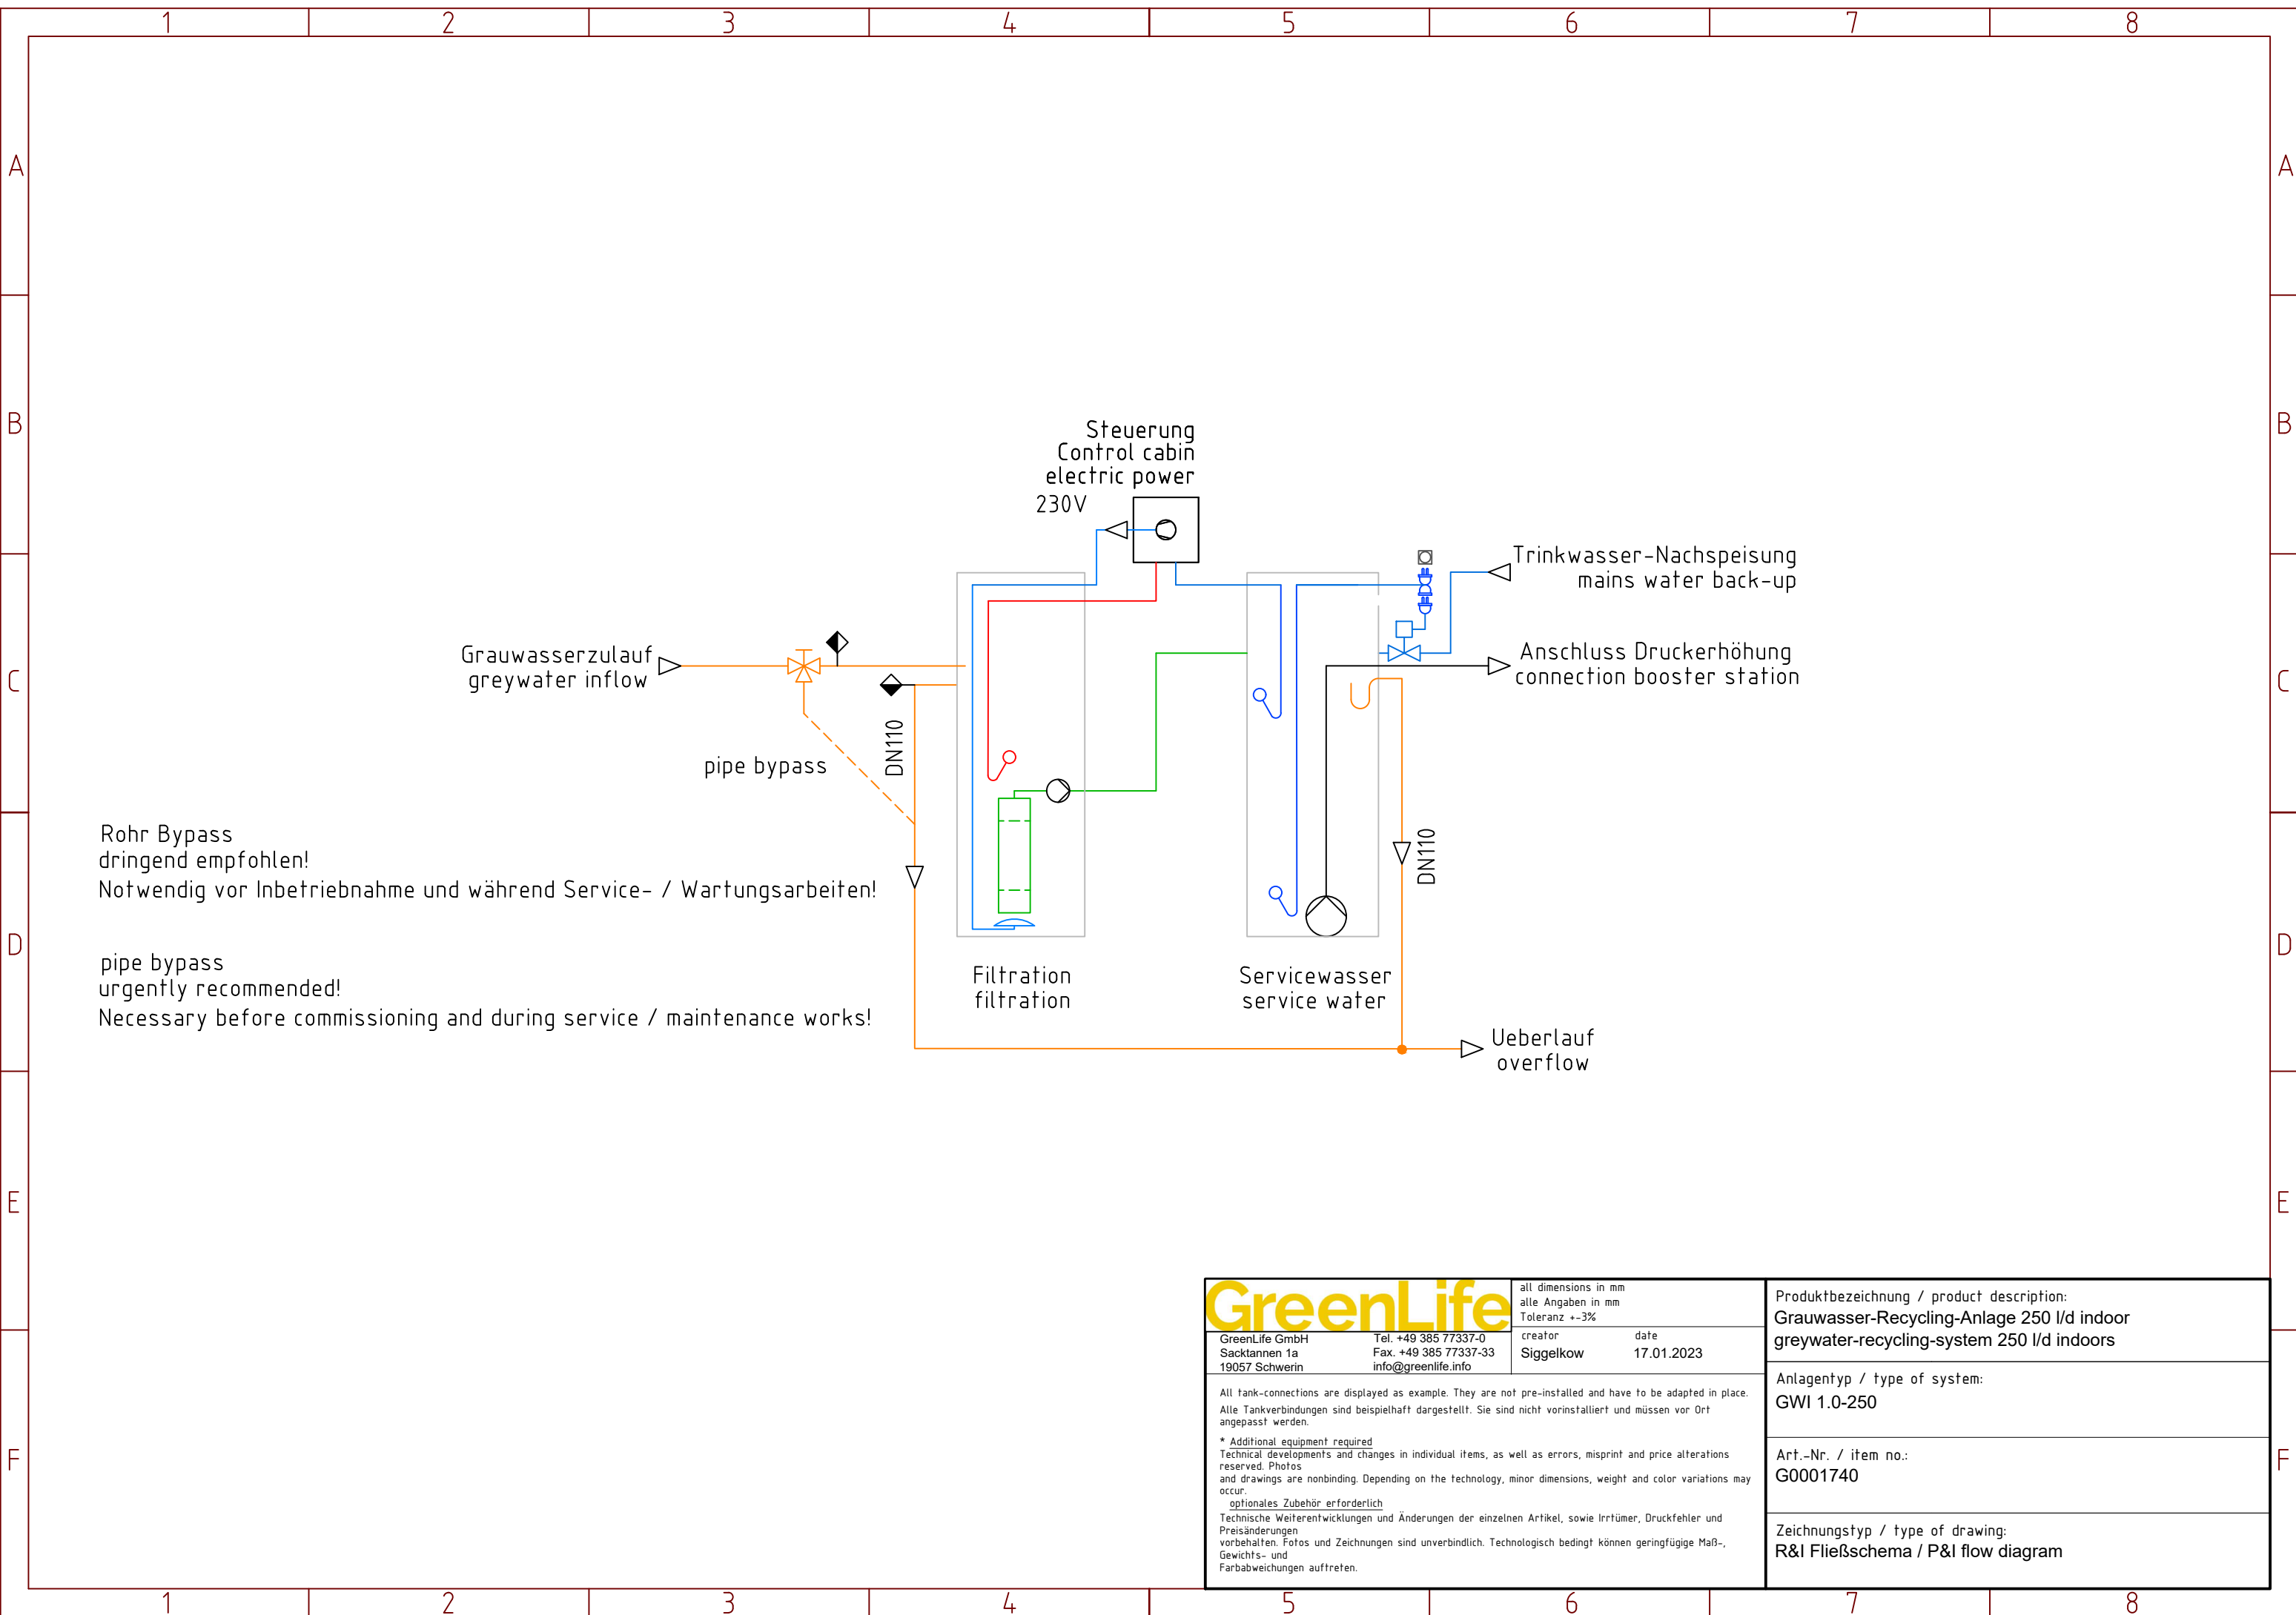 1 2 3 4 5 6 7 8
A A
B B
C C
D D
E E
F F
Steuerung
Control cabin
electric power
230V
Trinkwasser-Nachspeisung
mains water back-up
Grauwasserzulauf
greywater inflow
Anschluss Druckerhöhung
connection booster station
DN110
pipe bypass
Rohr Bypass
dringend empfohlen!
Notwendig vor Inbetriebnahme und während Service- / Wartungsarbeiten!
DN110
pipe bypass
urgently recommended!
Necessary before commissioning and during service / maintenance works!
Filtration
filtration
Servicewasser
service water
Ueberlauf
overflow
GreenLife
GreenLife GmbH
Sacktannen 1a
19057 Schwerin
Tel. +49 385 77337-0
Fax. +49 385 77337-33
info@greenlife.info
all dimensions in mm
alle Angaben in mm
Toleranz +-3%
creator date
Siggelkow 17.01.2023
All tank-connections are displayed as example. They are not pre-installed and have to be adapted in place.
Alle Tankverbindungen sind beispielhaft dargestellt. Sie sind nicht vorinstalliert und müssen vor Ort
angepasst werden.
* Additional equipment required
Technical developments and changes in individual items, as well as errors, misprint and price alterations
reserved. Photos
and drawings are nonbinding. Depending on the technology, minor dimensions, weight and color variations may
occur.
optionales Zubehör erforderlich
Technische Weiterentwicklungen und Änderungen der einzelnen Artikel, sowie Irrtümer, Druckfehler und
Preisänderungen
vorbehalten. Fotos und Zeichnungen sind unverbindlich. Technologisch bedingt können geringfügige Maß-,
Gewichts- und
Farbabweichungen auftreten.
Produktbezeichnung / product description:
Grauwasser-Recycling-Anlage 250 l/d indoor
greywater-recycling-system 250 l/d indoors
Anlagentyp / type of system:
GWI 1.0-250
Art.-Nr. / item no.:
G0001740
Zeichnungstyp / type of drawing:
R&I Fließschema / P&I flow diagram
1 2 3 4 5 6 7 8